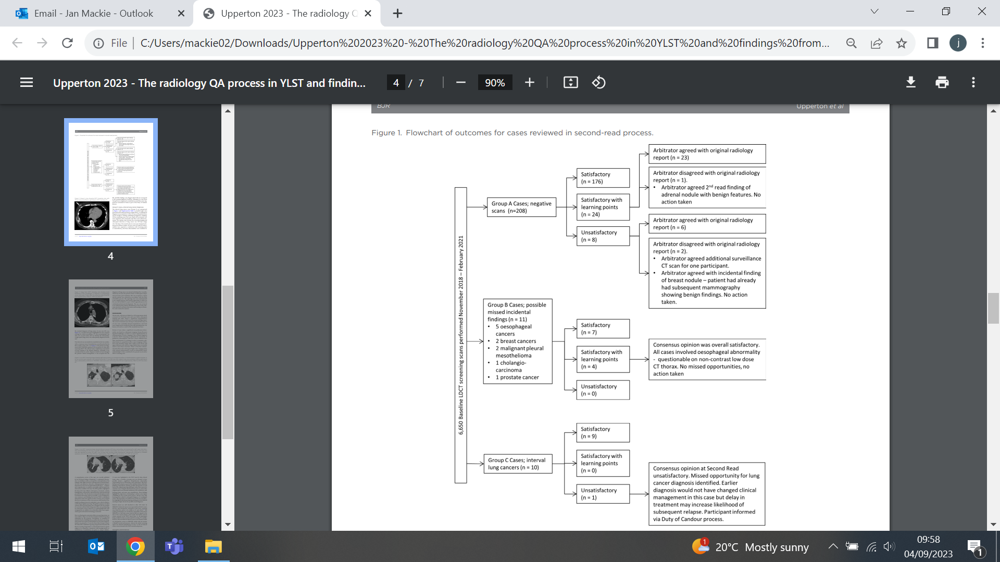 Email - Jan Mackie - Outlook
Upperton 2023 - The radiology Q
File
C:/Users/mackie02/Downloads/Upperton%202023%20-%20The%20radiology%20QA%20process%20in%20YLST%20and%20findings%20from...
j
Upperton 2023 - The radiology QA process in YLST and findin...
4 / 7
90%
4
5
BJR
Upperton et al
Figure 1. Flowchart of outcomes for cases reviewed in second-read process.
6,650 Baseline LDCT screening scans performed November 2018 – February 2021
Group A Cases; negative
scans (n=208)
Satisfactory
(n = 176)
Satisfactory with
learning points
(n = 24)
Unsatisfactory
(n = 8)
Arbitrator agreed with original radiology
report (n = 23)
Arbitrator disagreed with original radiology
report (n = 1).
• Arbitrator agreed 2nd read finding of
adrenal nodule with benign features. No
action taken
Arbitrator agreed with original radiology
report (n = 6)
Arbitrator disagreed with original radiology
report (n = 2).
• Arbitrator agreed additional surveillance
CT scan for one participant.
• Arbitrator agreed with incidental finding
of breast nodule – patient had already
had subsequent mammography
showing benign findings. No action
taken.
Group B Cases; possible
missed incidental
findings (n = 11)
• 5 oesophageal
cancers
• 2 breast cancers
• 2 malignant pleural
mesothelioma
• 1 cholangio-
carcinoma
• 1 prostate cancer
Satisfactory
(n = 7)
Satisfactory with
learning points
(n = 4)
Unsatisfactory
(n = 0)
Consensus opinion was overall satisfactory.
All cases involved oesophageal abnormality
- questionable on non-contrast low dose
CT thorax. No missed opportunities, no
action taken
Group C Cases; interval
lung cancers (n = 10)
Satisfactory
(n = 9)
Satisfactory with
learning points
(n = 0)
Unsatisfactory
(n = 1)
Consensus opinion at Second Read
unsatisfactory. Missed opportunity for lung
cancer diagnosis identified. Earlier
diagnosis would not have changed clinical
management in this case but delay in
treatment may increase likelihood of
subsequent relapse. Participant informed
via Duty of Candour process.
1
20°C Mostly sunny
09:58
04/09/2023
1